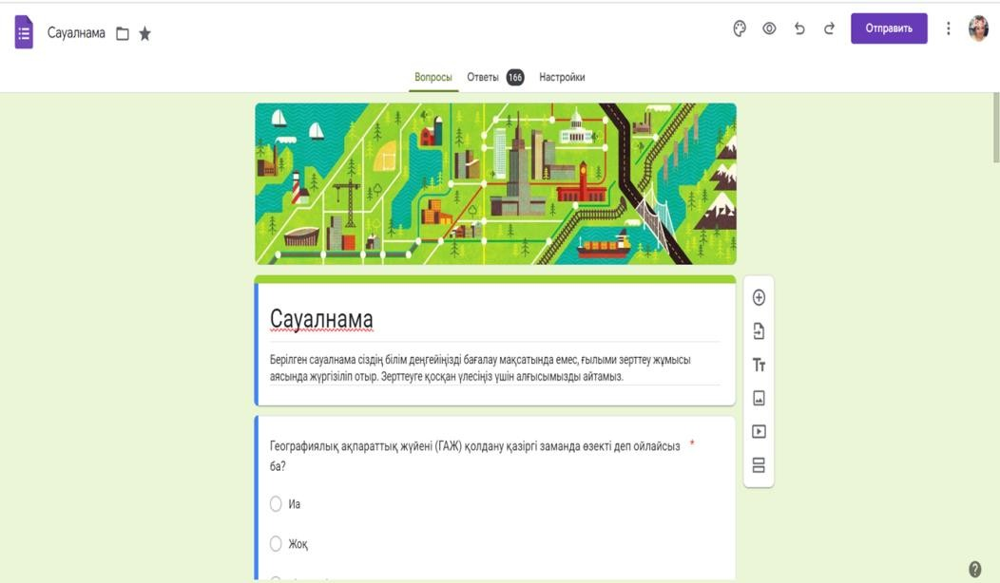 Сауалнама
Отправить
Вопросы Ответы 166 Настройки
Сауалнама
Берілген сауалнама сіздің білім деңгейіңізді бағалау мақсатында емес, ғылыми зерттеу жұмысы
аясында жүргізіліп отыр. Зерттеуге қосқан үлесіңіз үшін алғысымызды айтамыз.
Географиялық ақпараттық жүйені (ГАЖ) қолдану қазіргі заманда өзекті деп ойлайсыз *
ба?
Иа
Жоқ